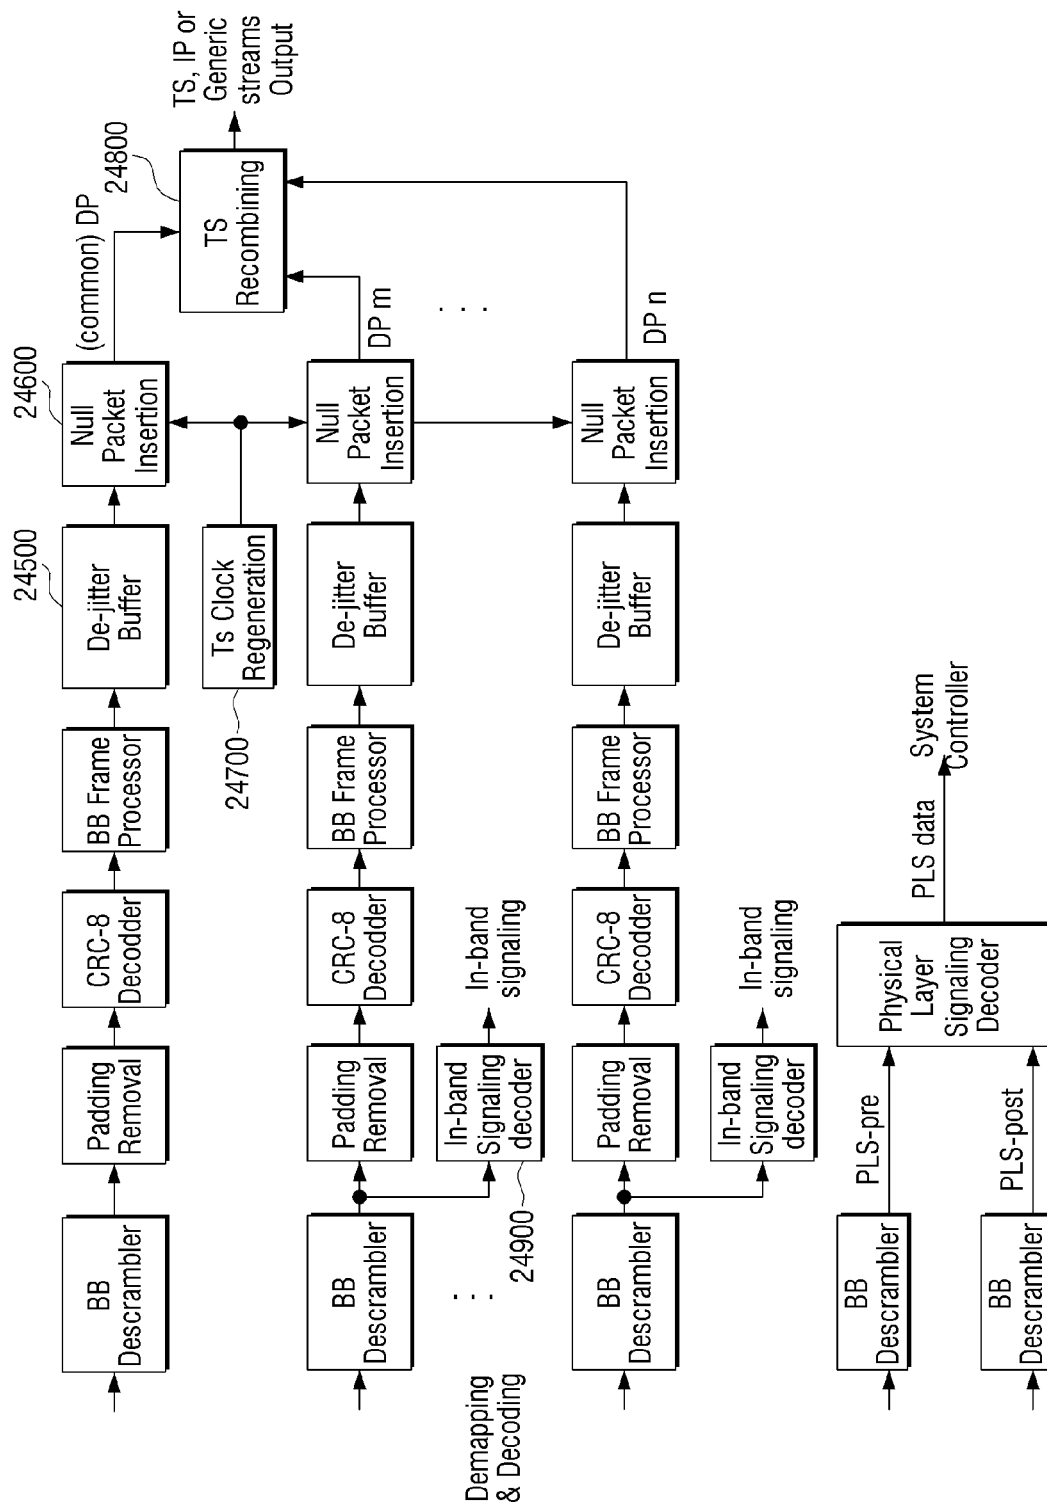 Demapping
& Decoding
BB
Descrambler
Padding
Removal
CRC-8
Decodder
BB Frame
Processor
De-jitter
Buffer
24500
Null
Packet
Insertion
24600
(common) DP
TS
Recombining
24800
TS, IP or
Generic
streams
Output
Ts Clock
Regeneration
24700
BB
Descrambler
Padding
Removal
CRC-8
Decodder
BB Frame
Processor
De-jitter
Buffer
Null
Packet
Insertion
DP m
In-band
Signaling
decoder
24900
In-band
signaling
. . .
. . .
BB
Descrambler
Padding
Removal
CRC-8
Decodder
BB Frame
Processor
De-jitter
Buffer
Null
Packet
Insertion
DP n
In-band
Signaling
decoder
In-band
signaling
BB
Descrambler
PLS-pre
BB
Descrambler
PLS-post
Physical
Layer
Signaling
Decoder
PLS data
System
Controller